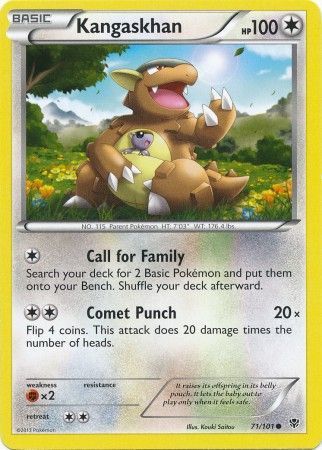 BASIC
Kangaskhan HP100
NO. 115 Parent Pokémon HT: 7'03" WT: 176.4 lbs.
Call for Family
Search your deck for 2 Basic Pokémon and put them
onto your Bench. Shuffle your deck afterward.
Comet Punch 20×
Flip 4 coins. This attack does 20 damage times the
number of heads.
weakness resistance
×2
retreat
It raises its offspring in its belly
pouch. It lets the baby out to
play only when it feels safe.
Illus. Kouki Saitou 71/101
©2013 Pokémon